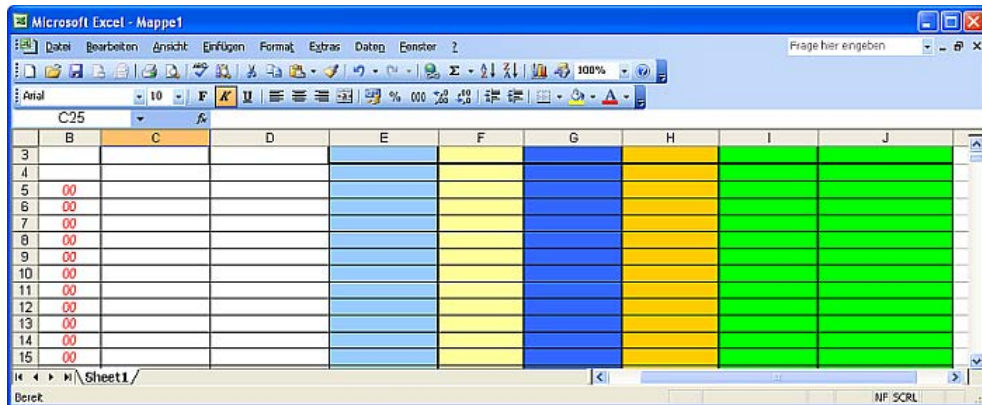 Microsoft Excel - Mappe1
Datei Bearbeiten Ansicht Einfügen Format Extras Daten Fenster ? Frage hier eingeben
100%
Arial 10 F K U % 000
C25 fx
B C D E F G H I J
3
4
5 00
6 00
7 00
8 00
9 00
10 00
11 00
12 00
13 00
14 00
15 00
Sheet1
Bereit NF SCRL